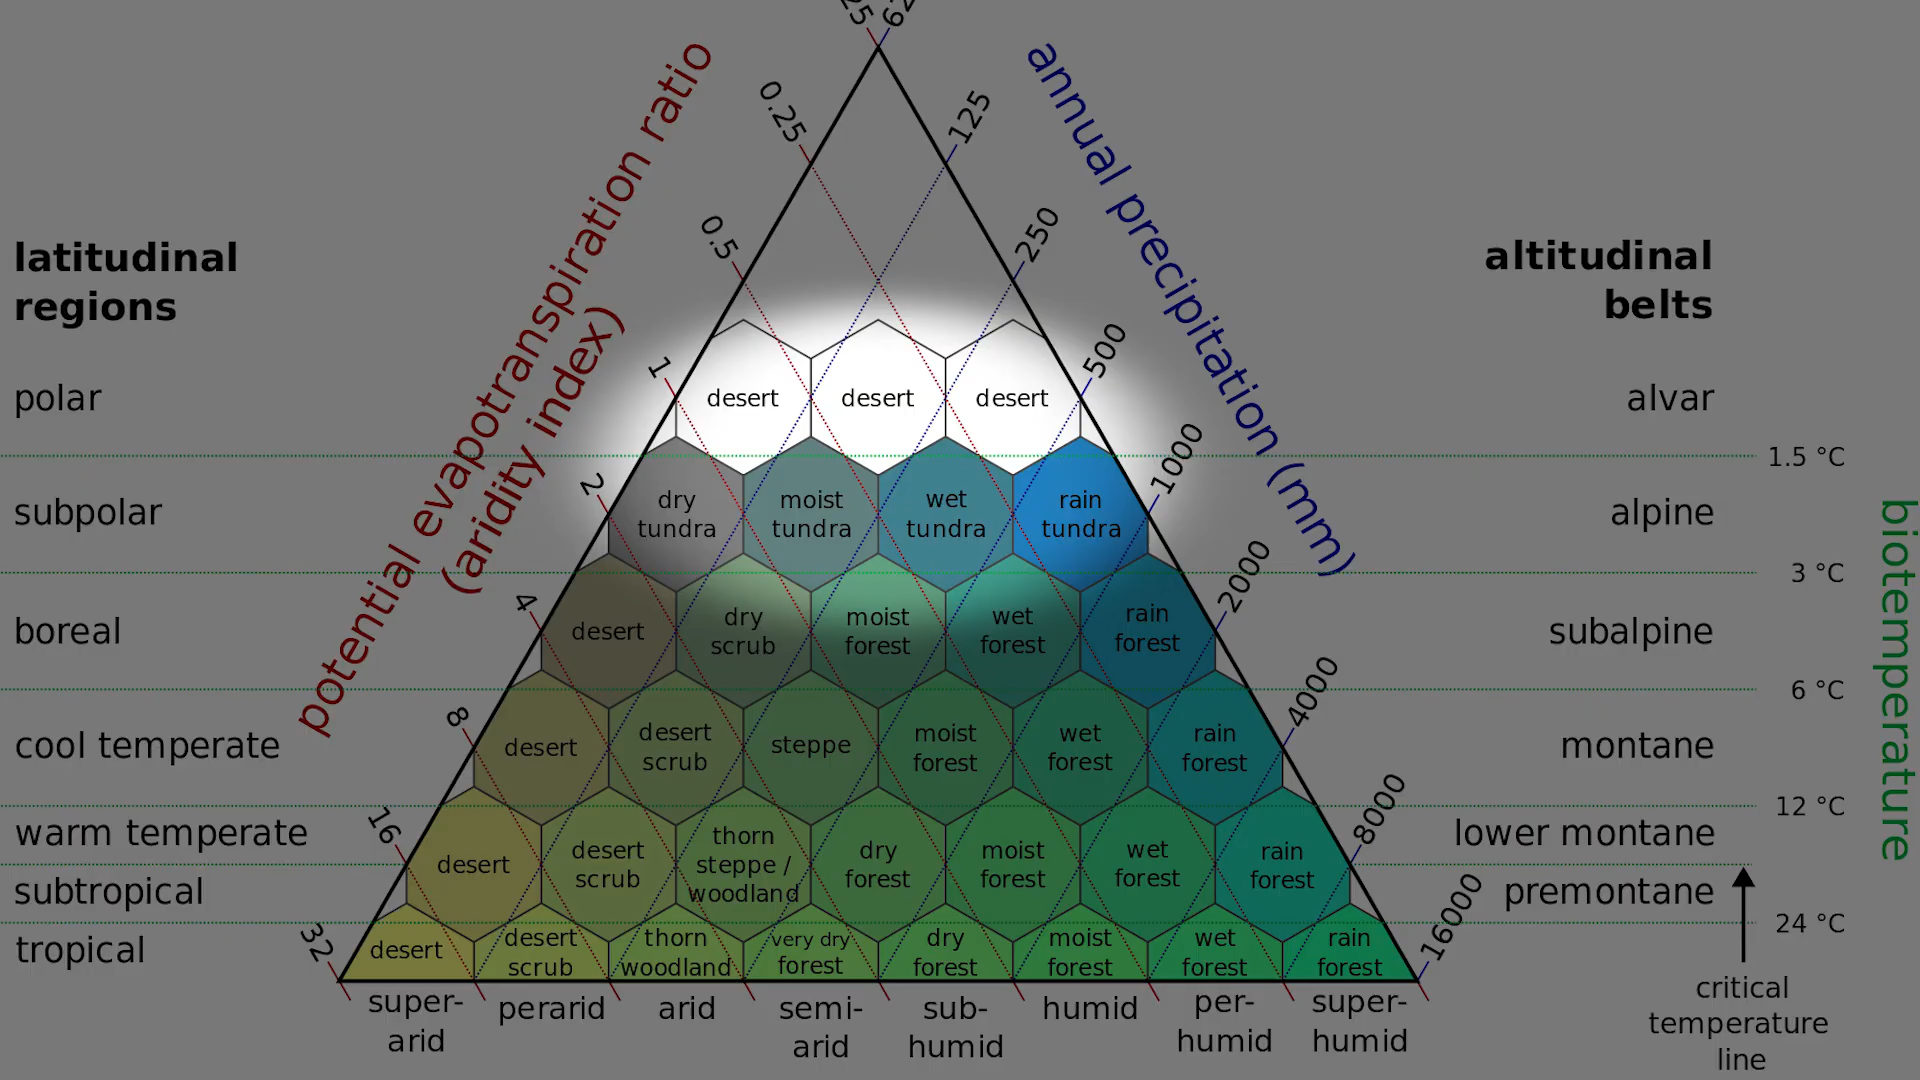 0.25
125
0.5
250
1
500
2
1000
4
2000
8
4000
16
8000
32
16000
potential evapotranspiration ratio
(aridity index)
annual precipitation (mm)
latitudinal
regions
altitudinal
belts
polar
desert
desert
desert
alvar
1.5 °C
subpolar
dry
tundra
moist
tundra
wet
tundra
rain
tundra
alpine
3 °C
boreal
desert
dry
scrub
moist
forest
wet
forest
rain
forest
subalpine
6 °C
cool temperate
desert
desert
scrub
steppe
moist
forest
wet
forest
rain
forest
montane
12 °C
warm temperate
lower montane
desert
desert
scrub
thorn
steppe /
woodland
dry
forest
moist
forest
wet
forest
rain
forest
subtropical
premontane
24 °C
tropical
desert
desert
scrub
thorn
woodland
very dry
forest
dry
forest
moist
forest
wet
forest
rain
forest
super-
arid
perarid
arid
semi-
arid
sub-
humid
humid
per-
humid
super-
humid
critical
temperature
line
biotemperature